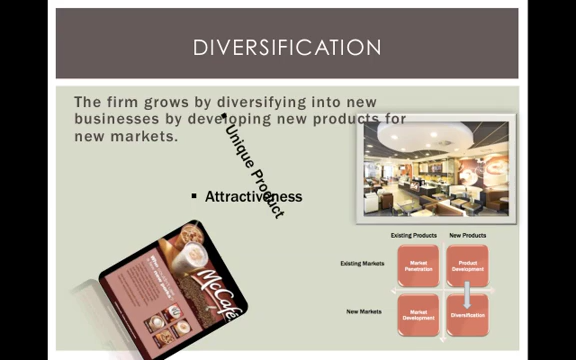 DIVERSIFICATION
The firm grows by diversifying into new
businesses by developing new products for
new markets.
Unique Product
Attractiveness
McCafé
Existing Products New Products
Existing Markets
Market
Penetration
Product
Development
New Markets
Market
Development
Diversification